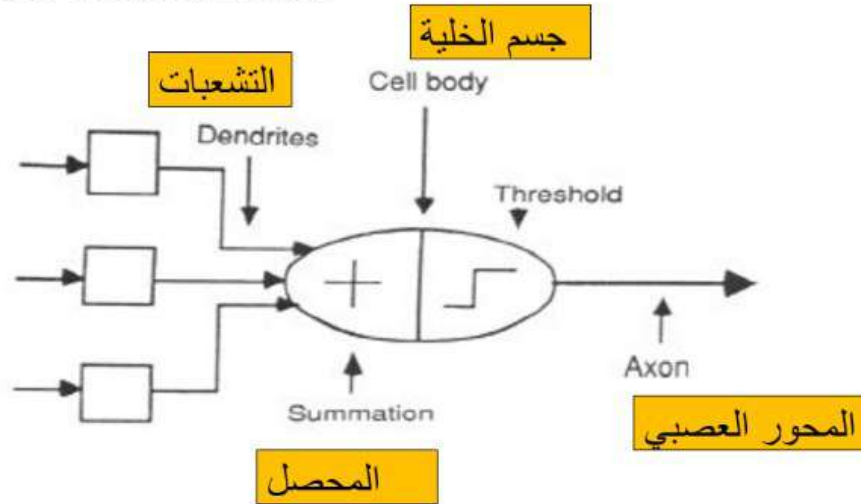 جسم الخلية
التشعبات
Cell body
Dendrites
Threshold
Axon
Summation
المحور العصبي
المحصل